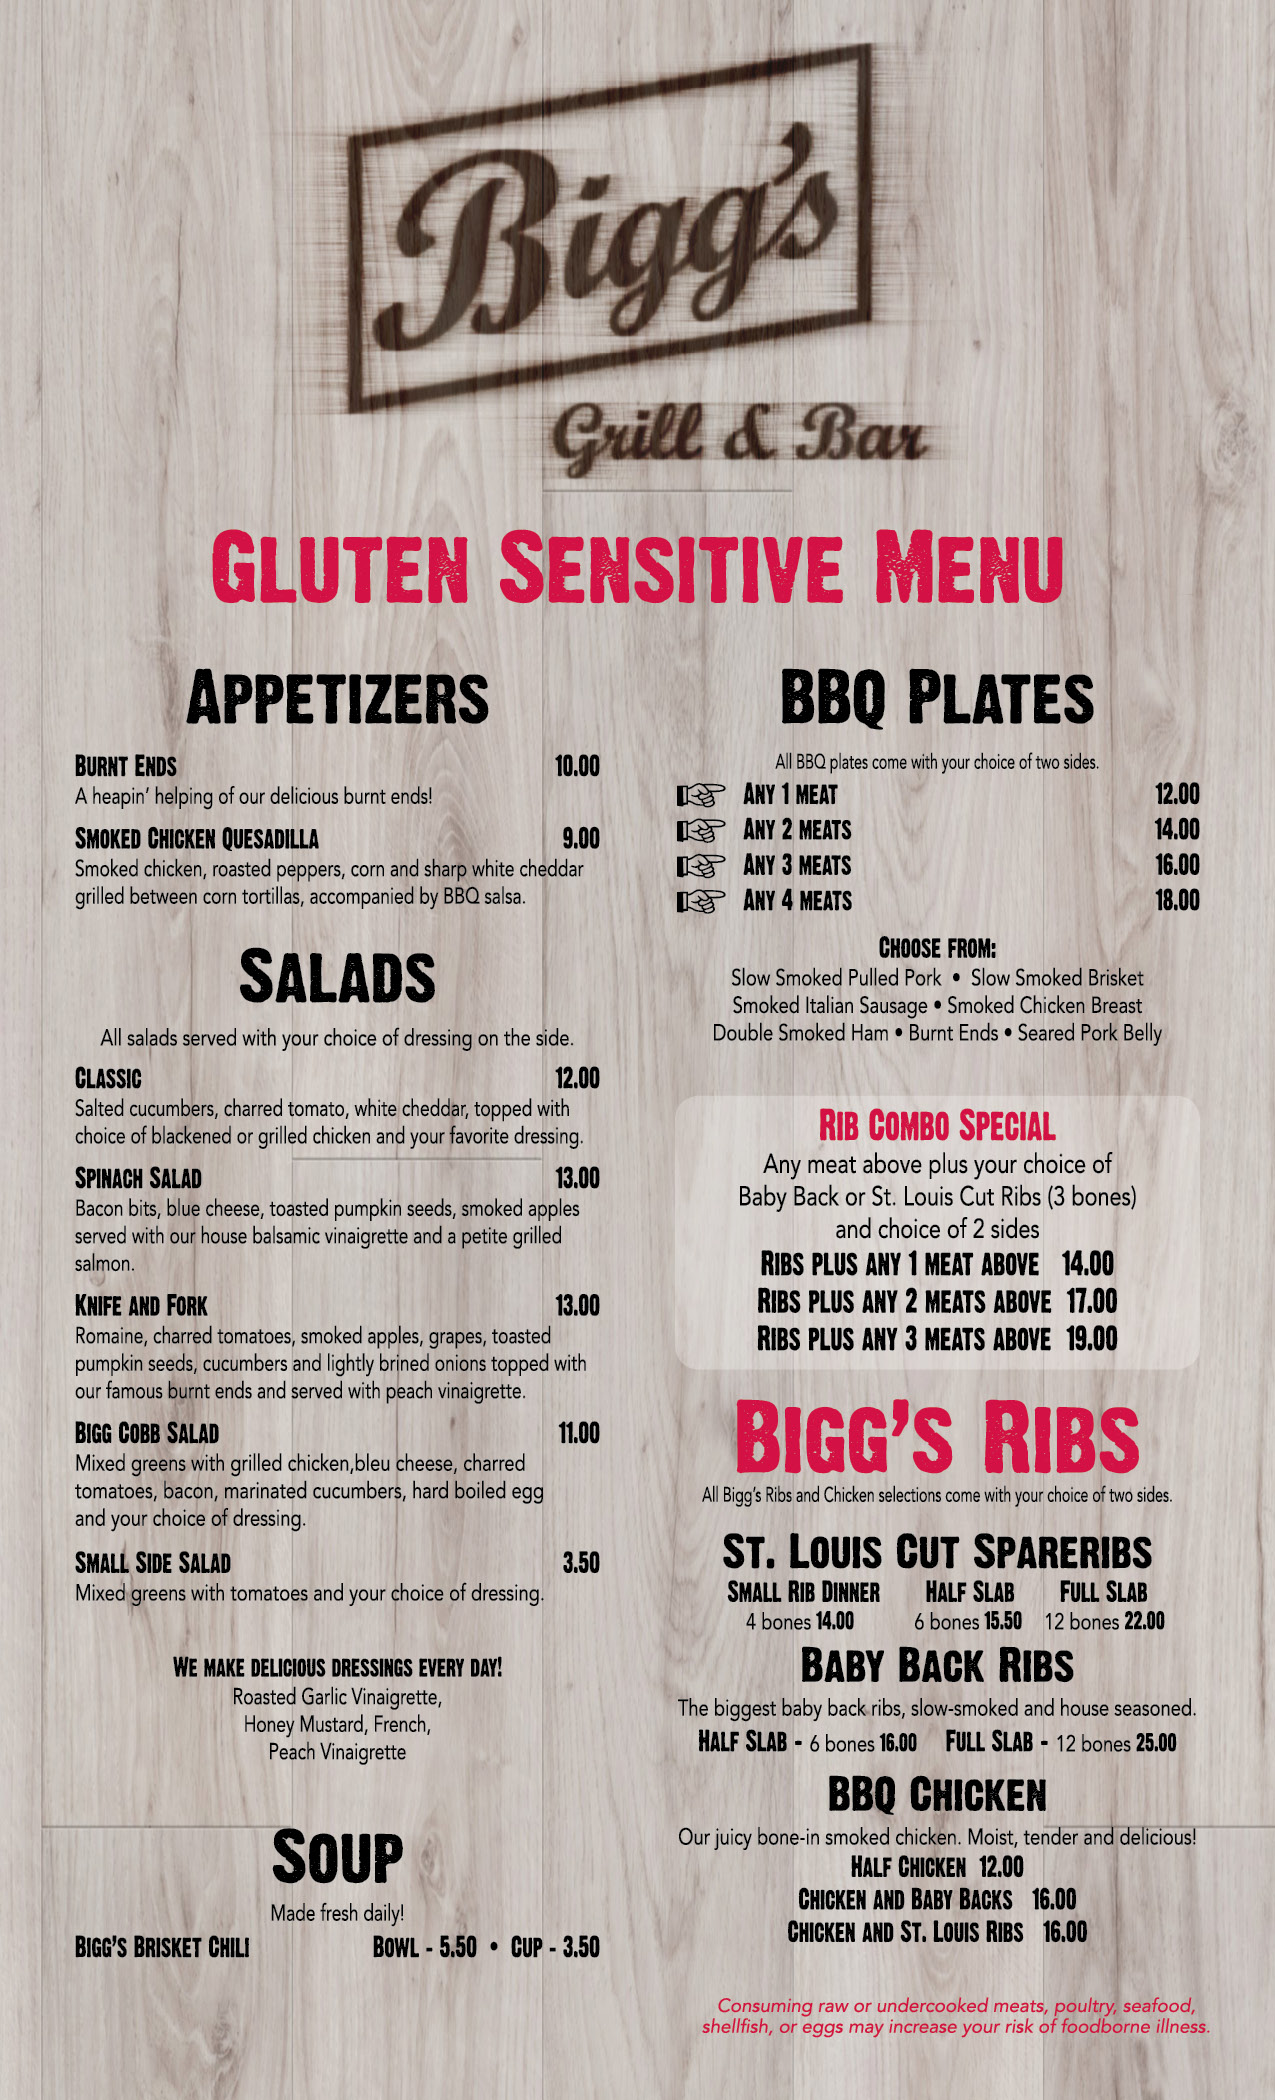 Bigg's
Grill & Bar
GLUTEN SENSITIVE MENU
APPETIZERS
BURNT ENDS 10.00
A heapin' helping of our delicious burnt ends!
SMOKED CHICKEN QUESADILLA 9.00
Smoked chicken, roasted peppers, corn and sharp white cheddar
grilled between corn tortillas, accompanied by BBQ salsa.
SALADS
All salads served with your choice of dressing on the side.
CLASSIC 12.00
Salted cucumbers, charred tomato, white cheddar, topped with
choice of blackened or grilled chicken and your favorite dressing.
SPINACH SALAD 13.00
Bacon bits, blue cheese, toasted pumpkin seeds, smoked apples
served with our house balsamic vinaigrette and a petite grilled
salmon.
KNIFE AND FORK 13.00
Romaine, charred tomatoes, smoked apples, grapes, toasted
pumpkin seeds, cucumbers and lightly brined onions topped with
our famous burnt ends and served with peach vinaigrette.
BIGG COBB SALAD 11.00
Mixed greens with grilled chicken,bleu cheese, charred
tomatoes, bacon, marinated cucumbers, hard boiled egg
and your choice of dressing.
SMALL SIDE SALAD 3.50
Mixed greens with tomatoes and your choice of dressing.
WE MAKE DELICIOUS DRESSINGS EVERY DAY!
Roasted Garlic Vinaigrette,
Honey Mustard, French,
Peach Vinaigrette
SOUP
Made fresh daily!
BIGG'S BRISKET CHILI BOWL - 5.50 • CUP - 3.50
BBQ PLATES
All BBQ plates come with your choice of two sides.
ANY 1 MEAT 12.00
ANY 2 MEATS 14.00
ANY 3 MEATS 16.00
ANY 4 MEATS 18.00
CHOOSE FROM:
Slow Smoked Pulled Pork • Slow Smoked Brisket
Smoked Italian Sausage • Smoked Chicken Breast
Double Smoked Ham • Burnt Ends • Seared Pork Belly
RIB COMBO SPECIAL
Any meat above plus your choice of
Baby Back or St. Louis Cut Ribs (3 bones)
and choice of 2 sides
RIBS PLUS ANY 1 MEAT ABOVE 14.00
RIBS PLUS ANY 2 MEATS ABOVE 17.00
RIBS PLUS ANY 3 MEATS ABOVE 19.00
BIGG'S RIBS
All Bigg's Ribs and Chicken selections come with your choice of two sides.
ST. LOUIS CUT SPARERIBS
SMALL RIB DINNER HALF SLAB FULL SLAB
4 bones 14.00 6 bones 15.50 12 bones 22.00
BABY BACK RIBS
The biggest baby back ribs, slow-smoked and house seasoned.
HALF SLAB - 6 bones 16.00 FULL SLAB - 12 bones 25.00
BBQ CHICKEN
Our juicy bone-in smoked chicken. Moist, tender and delicious!
HALF CHICKEN 12.00
CHICKEN AND BABY BACKS 16.00
CHICKEN AND ST. LOUIS RIBS 16.00
Consuming raw or undercooked meats, poultry, seafood,
shellfish, or eggs may increase your risk of foodborne illness.